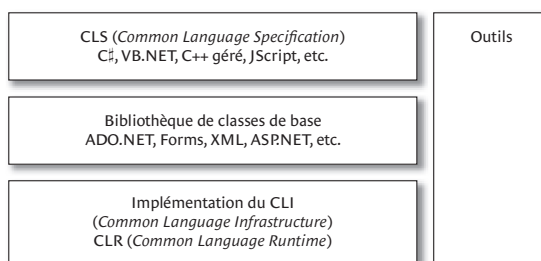 CLS (Common Language Specification)
C♯, VB.NET, C++ géré, JScript, etc.
Outils
Bibliothèque de classes de base
ADO.NET, Forms, XML, ASP.NET, etc.
Implémentation du CLI
(Common Language Infrastructure)
CLR (Common Language Runtime)